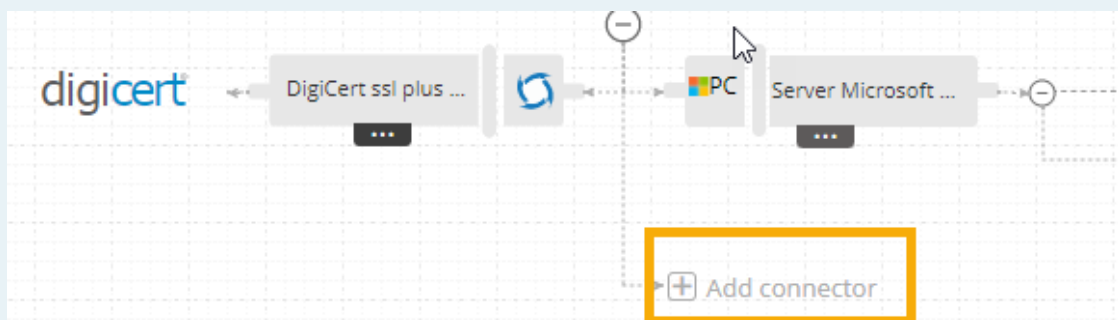 digicert
DigiCert ssl plus ...
PC
Server Microsoft ...
Add connector